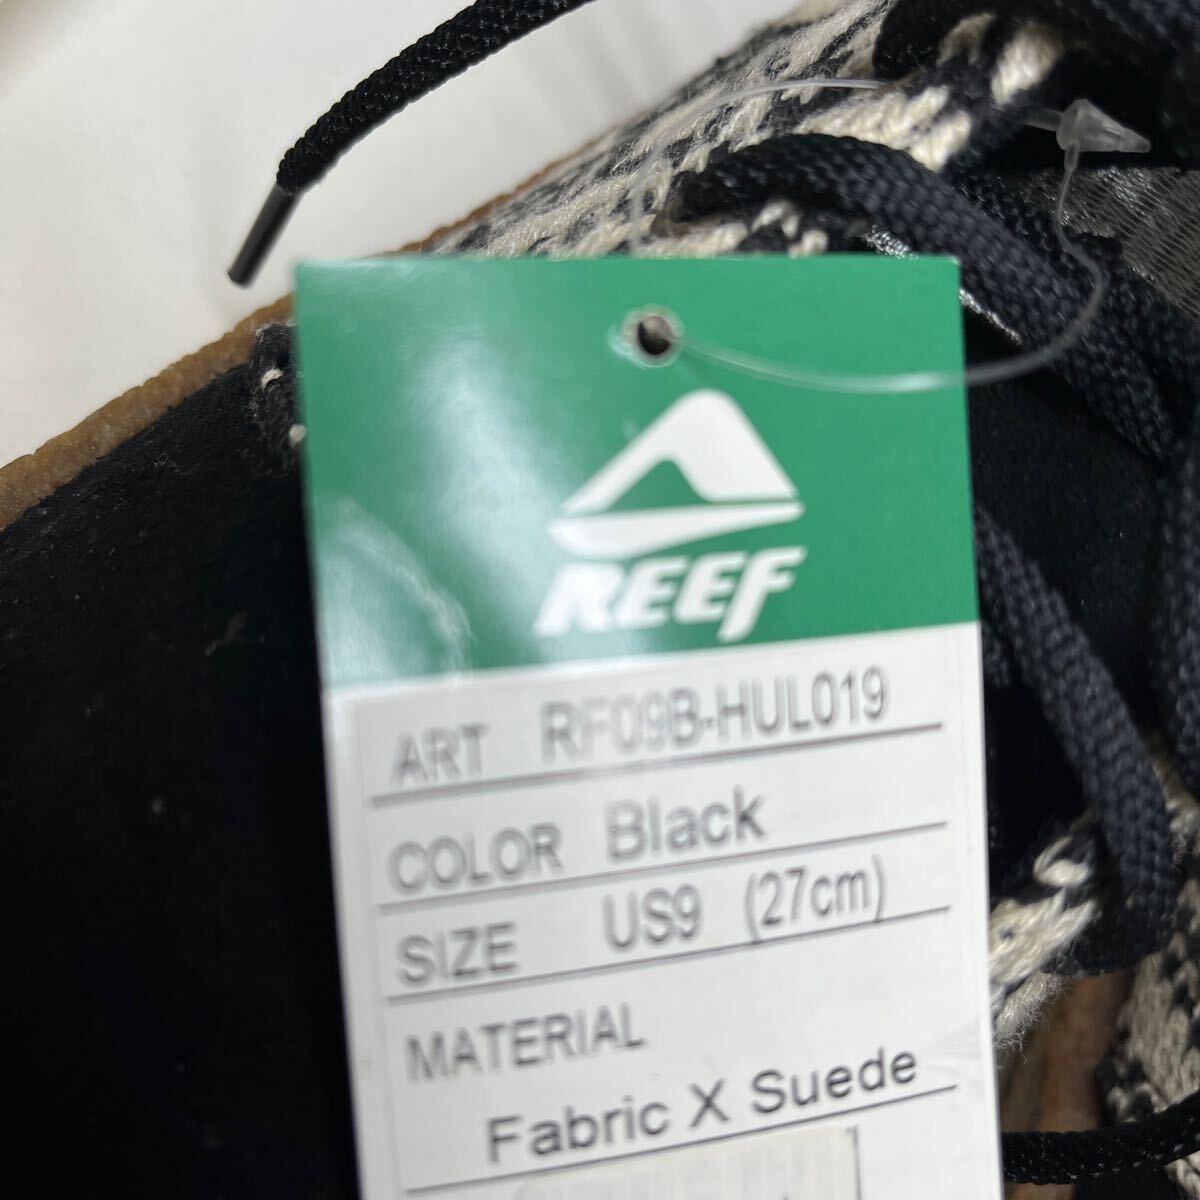 REEF
ART RF09B-HUL019
COLOR Black
SIZE US9 (27cm)
MATERIAL
Fabric X Suede